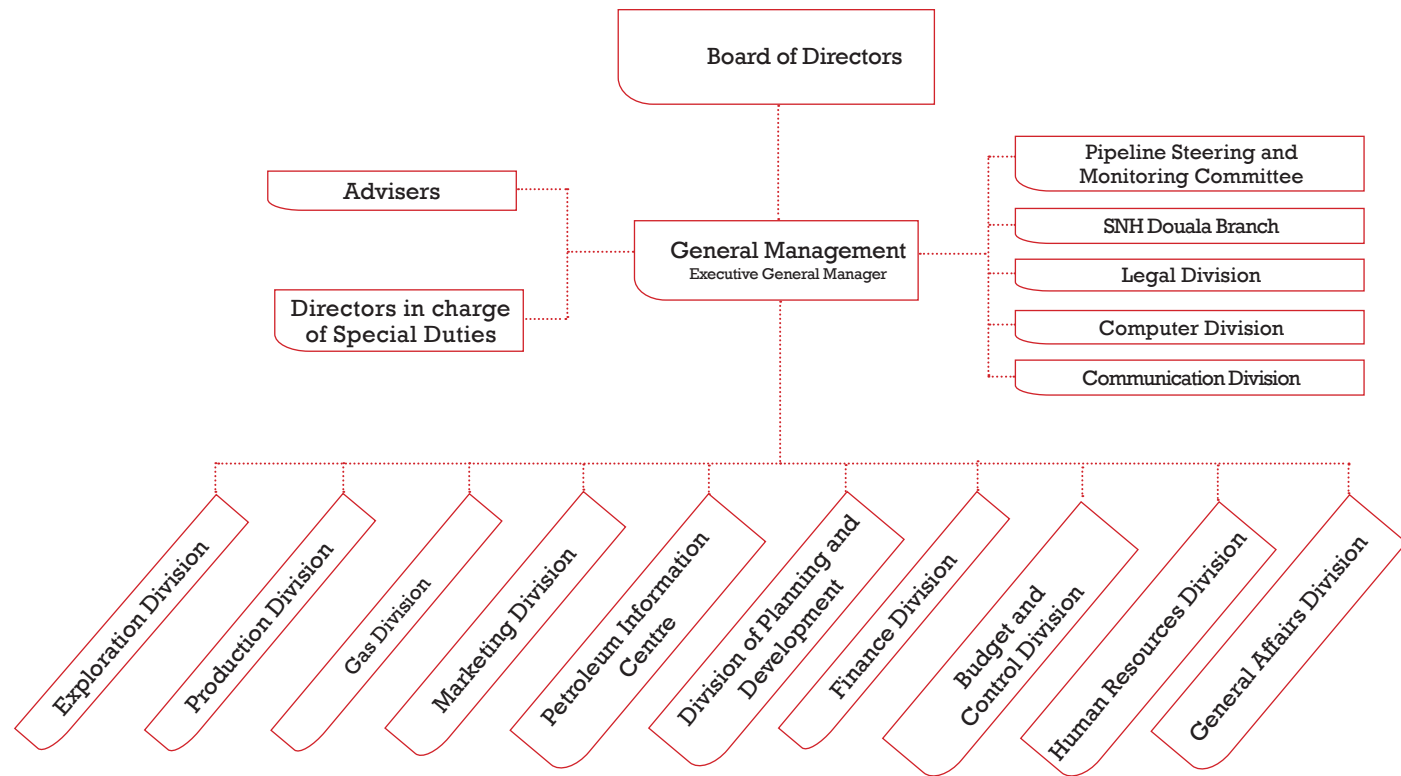 Board of Directors
Advisers
Directors in charge
of Special Duties
General Management
Executive General Manager
Pipeline Steering and
Monitoring Committee
SNH Douala Branch
Legal Division
Computer Division
Communication Division
Exploration Division
Production Division
Gas Division
Marketing Division
Petroleum Information
Centre
Division of Planning and
Development
Finance Division
Budget and
Control Division
Human Resources Division
General Affairs Division